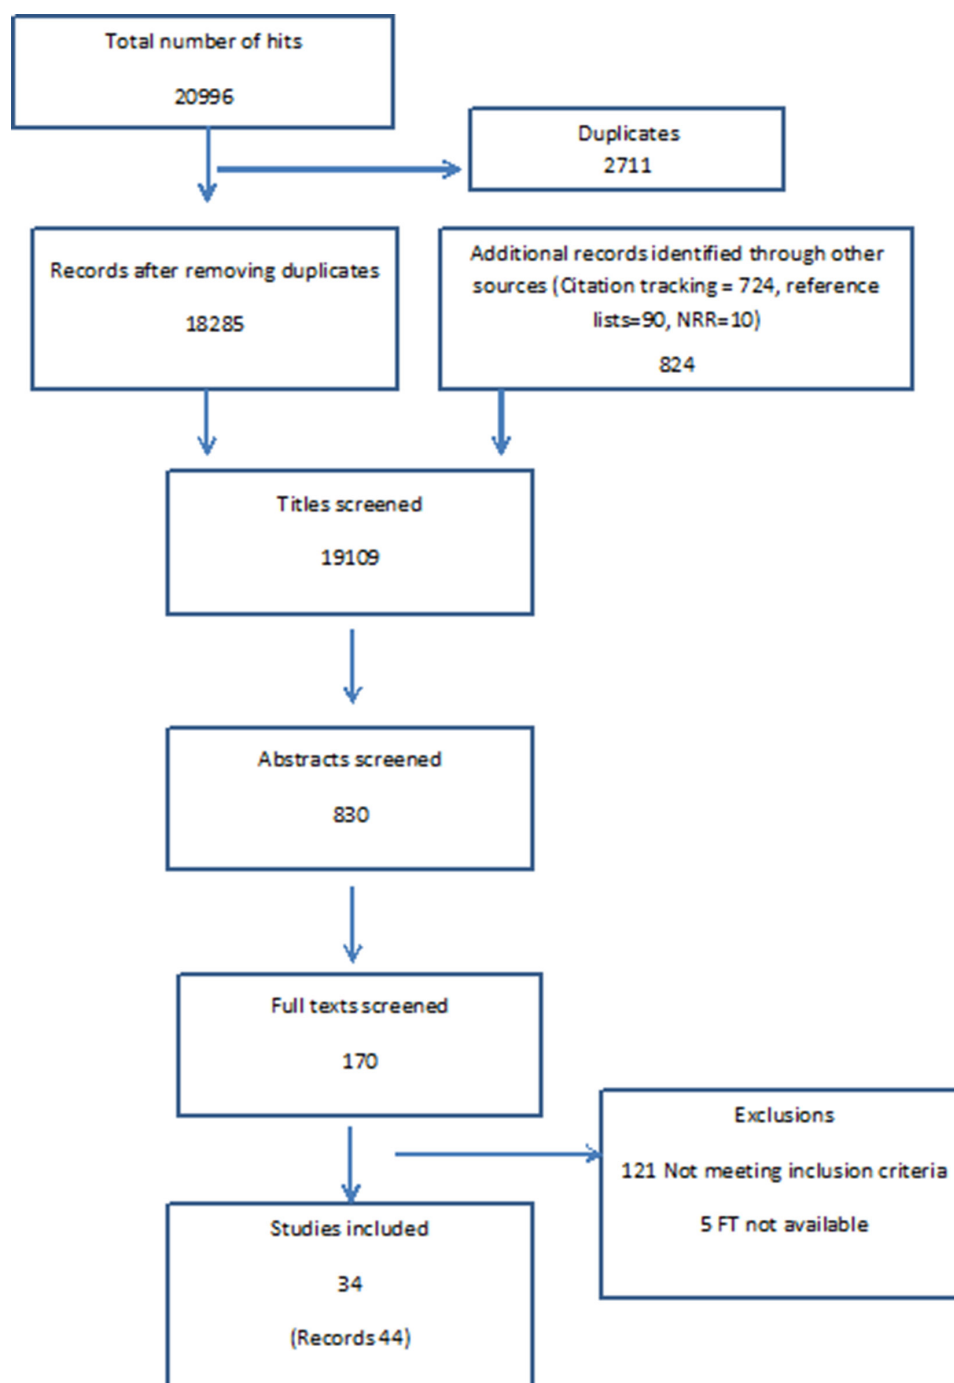 Total number of hits
20996
Duplicates
2711
Records after removing duplicates
18285
Additional records identified through other
sources (Citation tracking = 724, reference
lists=90, NRR=10)
824
Titles screened
19109
Abstracts screened
830
Full texts screened
170
Exclusions
121 Not meeting inclusion criteria
5 FT not available
Studies included
34
(Records 44)